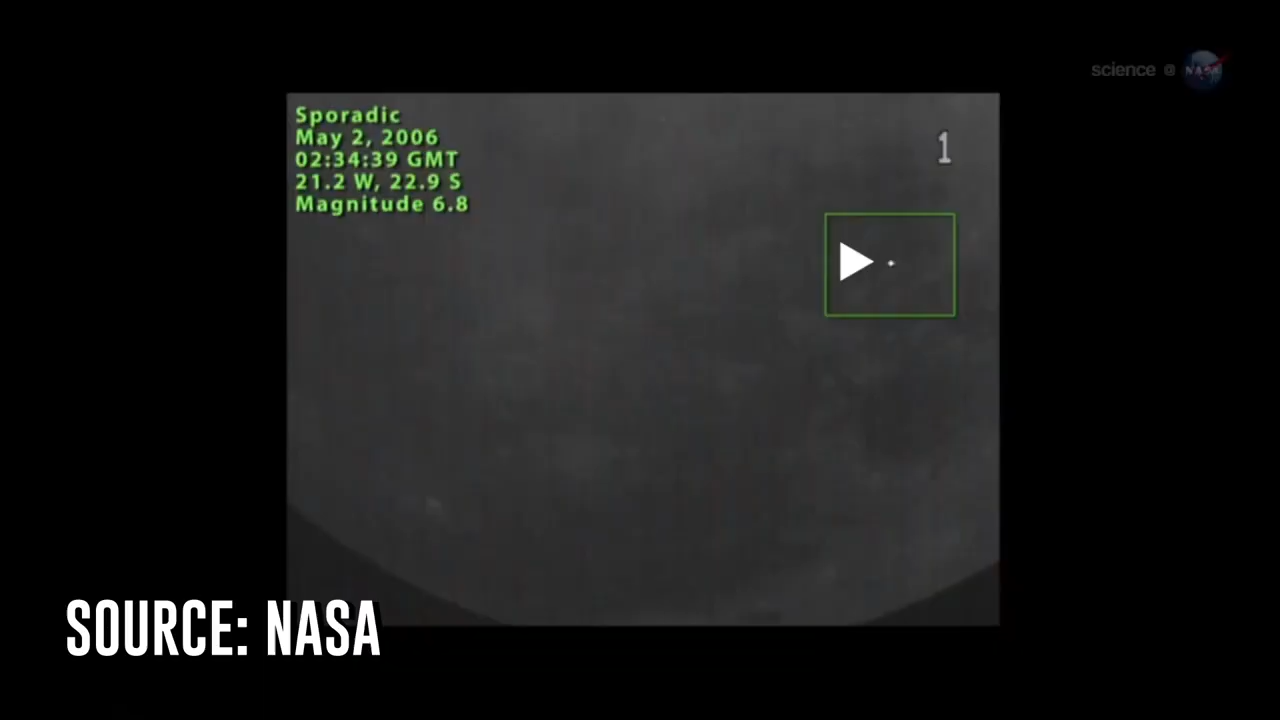 science @ NASA
Sporadic
May 2, 2006
02:34:39 GMT
21.2 W, 22.9 S
Magnitude 6.8
1
SOURCE: NASA